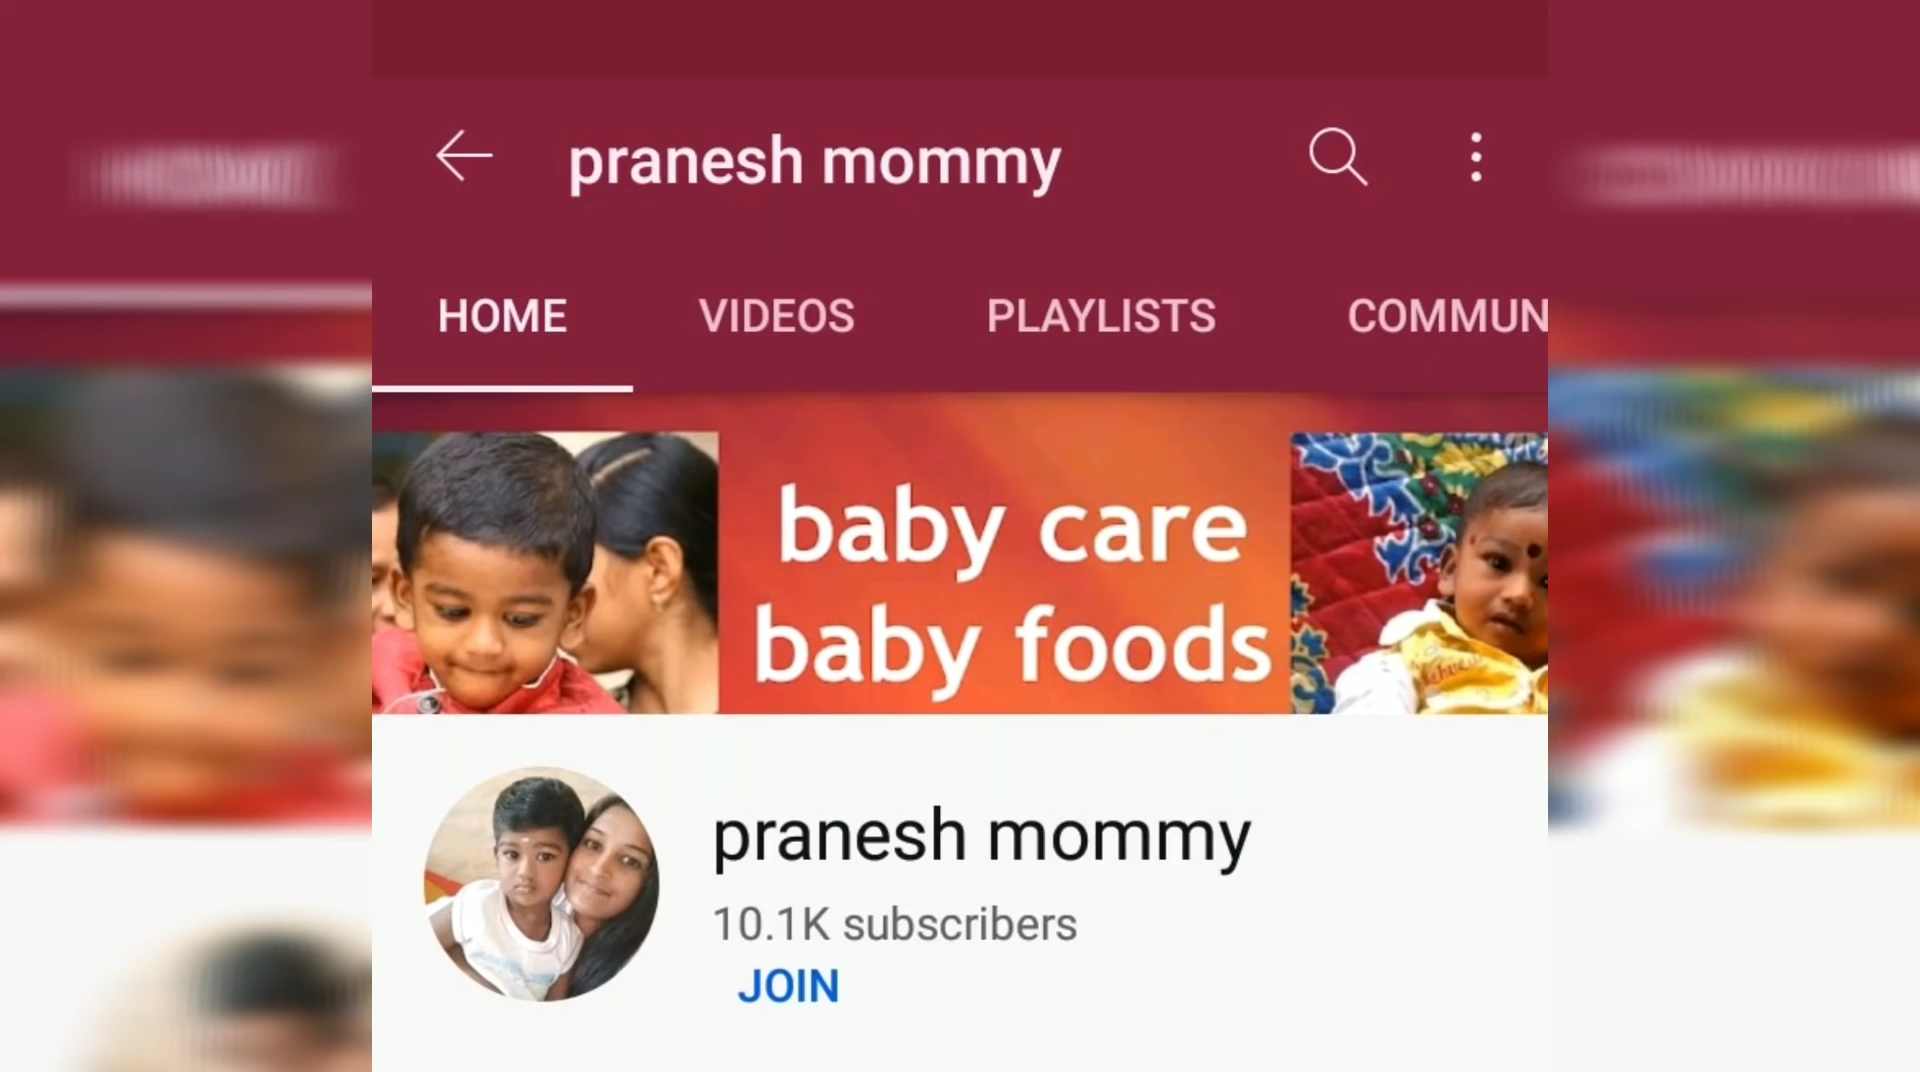 pranesh mommy
HOME VIDEOS PLAYLISTS COMMUN
baby care
baby foods
pranesh mommy
10.1K subscribers
JOIN